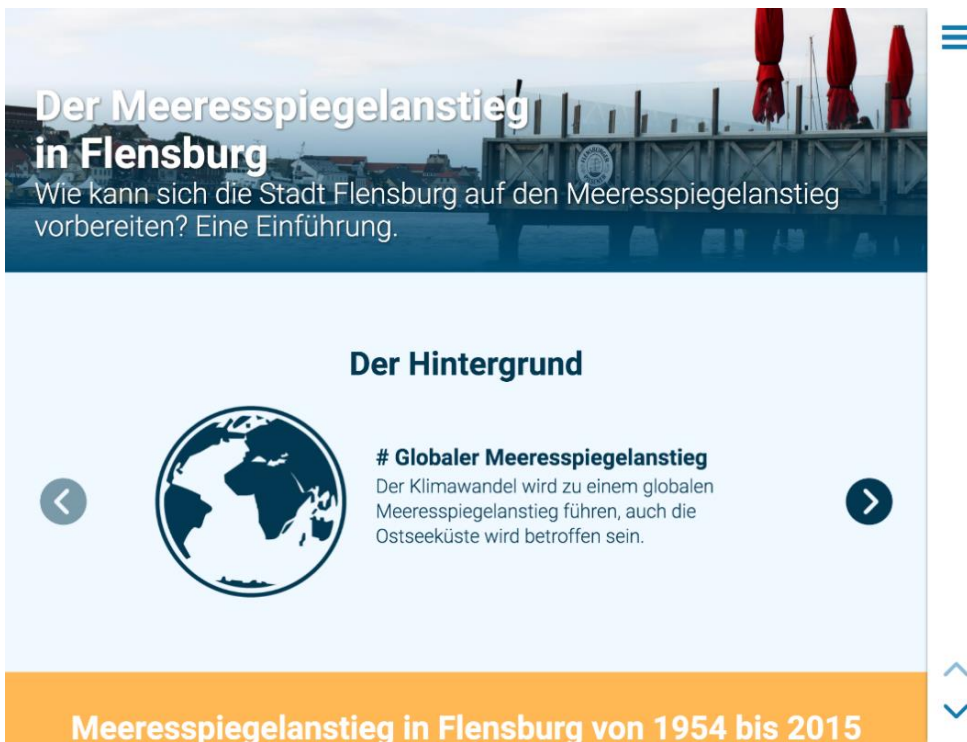 Der Meeresspiegelanstieg
in Flensburg
Wie kann sich die Stadt Flensburg auf den Meeresspiegelanstieg
vorbereiten? Eine Einführung.
Der Hintergrund
# Globaler Meeresspiegelanstieg
Der Klimawandel wird zu einem globalen
Meeresspiegelanstieg führen, auch die
Ostseeküste wird betroffen sein.
Meeresspiegelanstieg in Flensburg von 1954 bis 2015